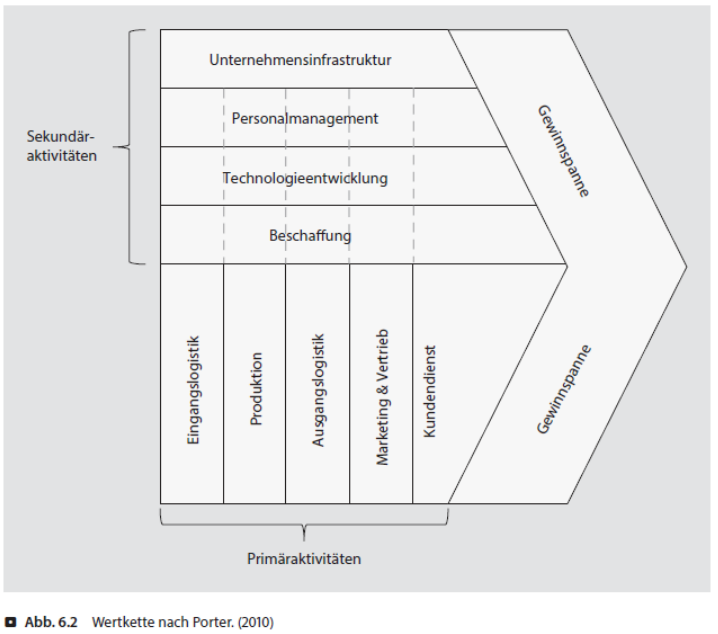 Unternehmensinfrastruktur
Personalmanagement
Sekundär-
aktivitäten
Technologieentwicklung
Beschaffung
Gewinnspanne
Eingangslogistik
Produktion
Ausgangslogistik
Marketing & Vertrieb
Kundendienst
Gewinnspanne
Primäraktivitäten
Abb. 6.2 Wertkette nach Porter. (2010)